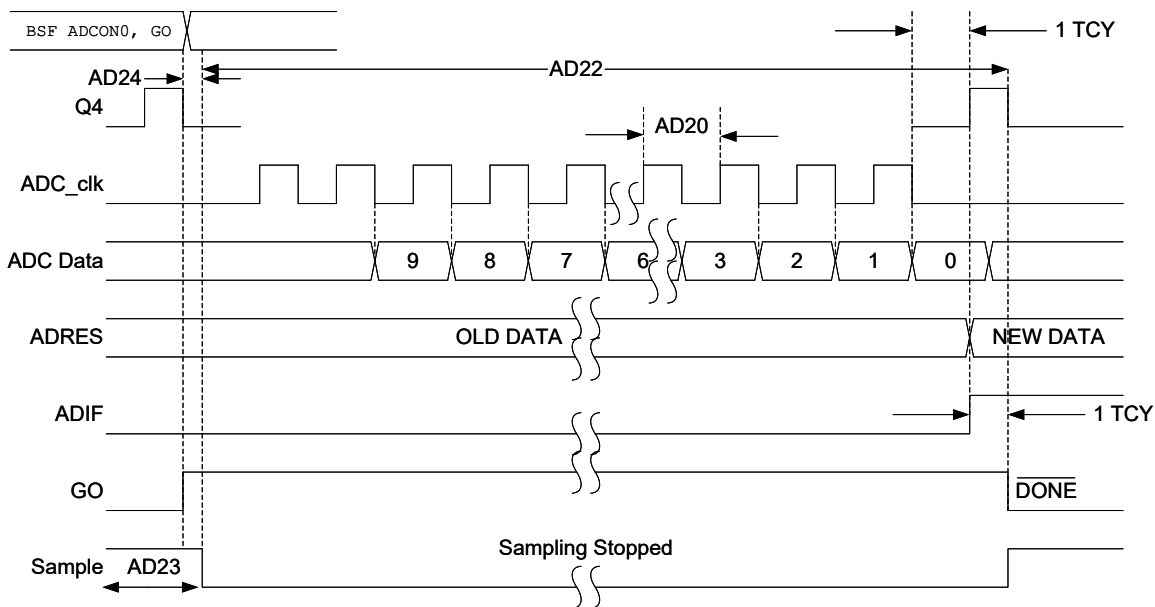 BSF ADCON0, GO
1 TCY
AD24
AD22
Q4
AD20
ADC_clk
ADC Data
9 8 7 6 3 2 1 0
ADRES
OLD DATA
NEW DATA
ADIF
1 TCY
GO
DONE
Sample
AD23
Sampling Stopped